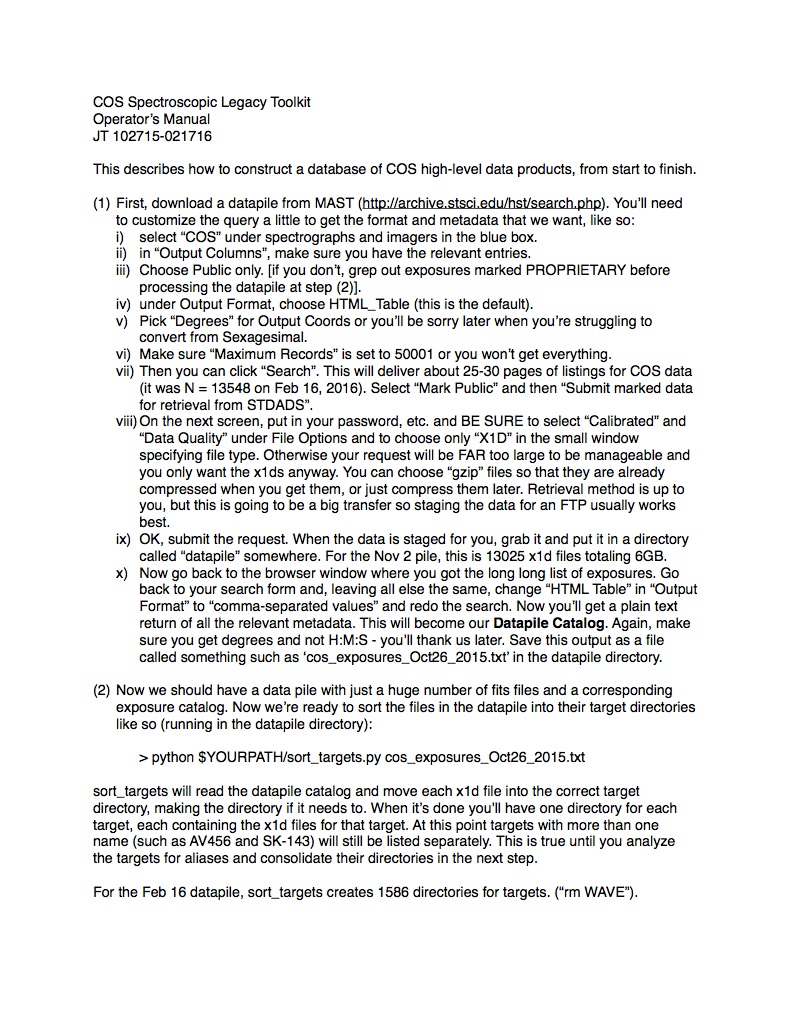 COS Spectroscopic Legacy Toolkit
Operator's Manual
JT 102715-021716
This describes how to construct a database of COS high-level data products, from start to finish.
(1) First, download a datapile from MAST (http://archive.stsci.edu/hst/search.php). You'll need
to customize the query a little to get the format and metadata that we want, like so:
i) select “COS” under spectrographs and imagers in the blue box.
ii) in “Output Columns”, make sure you have the relevant entries.
iii) Choose Public only. [if you don't, grep out exposures marked PROPRIETARY before
processing the datapile at step (2)].
iv) under Output Format, choose HTML_Table (this is the default).
v) Pick “Degrees” for Output Coords or you'll be sorry later when you're struggling to
convert from Sexagesimal.
vi) Make sure “Maximum Records” is set to 50001 or you won't get everything.
vii) Then you can click “Search”. This will deliver about 25-30 pages of listings for COS data
(it was N = 13548 on Feb 16, 2016). Select “Mark Public” and then “Submit marked data
for retrieval from STDADS”.
viii) On the next screen, put in your password, etc. and BE SURE to select “Calibrated” and
“Data Quality” under File Options and to choose only “X1D” in the small window
specifying file type. Otherwise your request will be FAR too large to be manageable and
you only want the x1ds anyway. You can choose “gzip” files so that they are already
compressed when you get them, or just compress them later. Retrieval method is up to
you, but this is going to be a big transfer so staging the data for an FTP usually works
best.
ix) OK, submit the request. When the data is staged for you, grab it and put it in a directory
called “datapile” somewhere. For the Nov 2 pile, this is 13025 x1d files totaling 6GB.
x) Now go back to the browser window where you got the long long list of exposures. Go
back to your search form and, leaving all else the same, change “HTML Table” in “Output
Format” to “comma-separated values” and redo the search. Now you'll get a plain text
return of all the relevant metadata. This will become our Datapile Catalog. Again, make
sure you get degrees and not H:M:S - you'll thank us later. Save this output as a file
called something such as ‘cos_exposures_Oct26_2015.txt’ in the datapile directory.
(2) Now we should have a data pile with just a huge number of fits files and a corresponding
exposure catalog. Now we're ready to sort the files in the datapile into their target directories
like so (running in the datapile directory):
> python $YOURPATH/sort_targets.py cos_exposures_Oct26_2015.txt
sort_targets will read the datapile catalog and move each x1d file into the correct target
directory, making the directory if it needs to. When it's done you'll have one directory for each
target, each containing the x1d files for that target. At this point targets with more than one
name (such as AV456 and SK-143) will still be listed separately. This is true until you analyze
the targets for aliases and consolidate their directories in the next step.
For the Feb 16 datapile, sort_targets creates 1586 directories for targets. (“rm WAVE”).